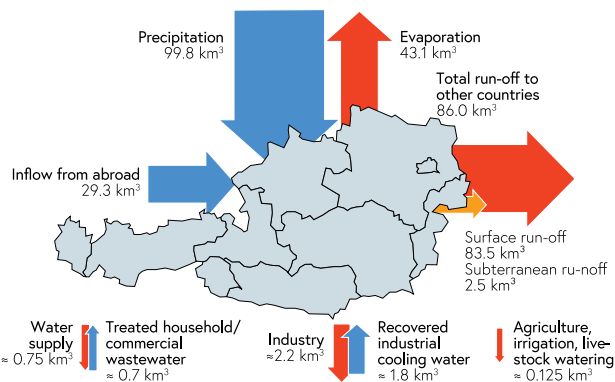 Precipitation
99.8 km³
Evaporation
43.1 km³
Total run-off to
other countries
86.0 km³
Inflow from abroad
29.3 km³
Surface run-off
83.5 km³
Subterranean ru-noff
2.5 km³
Water
supply
≈ 0.75 km³
Treated household/
commercial
wastewater
≈ 0.7 km³
Industry
≈2.2 km³
Recovered
industrial
cooling water
≈ 1.8 km³
Agriculture,
irrigation, live-
stock watering
≈ 0.125 km³